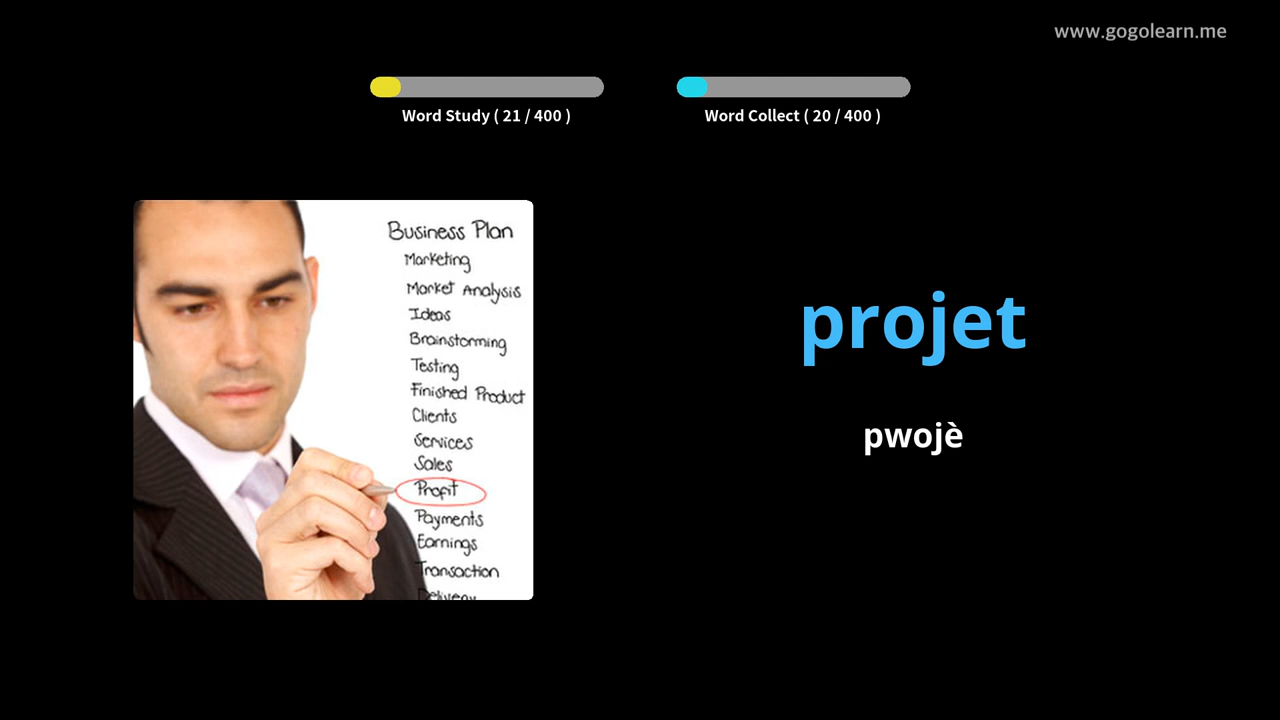 www.gogolearn.me
Word Study ( 21 / 400 )
Word Collect ( 20 / 400 )
Business Plan
Marketing
Market Analysis
Ideas
Brainstorming
Testing
Finished Product
Clients
Services
Sales
Profit
Payments
Earnings
Transaction
Delivery
projet
pwojè